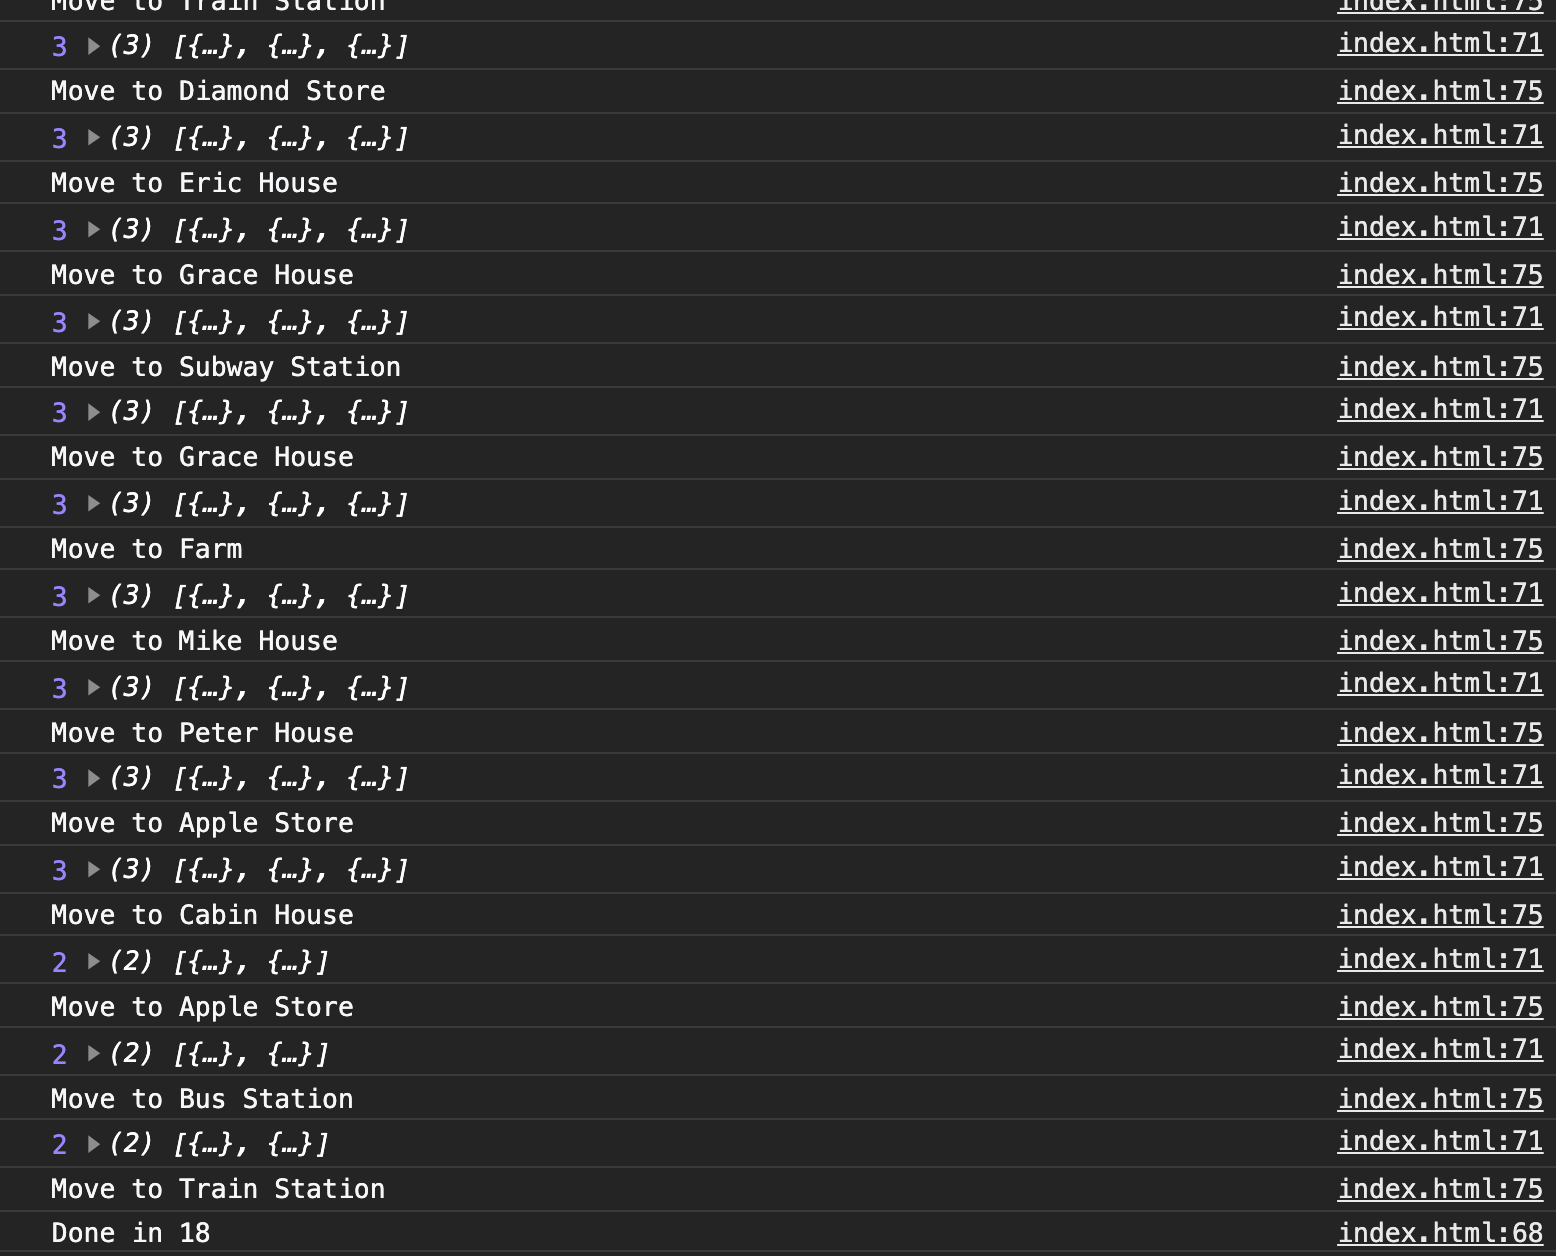 Move to Train Station index.html:75
3 ▶(3) [{…}, {…}, {…}] index.html:71
Move to Diamond Store index.html:75
3 ▶(3) [{…}, {…}, {…}] index.html:71
Move to Eric House index.html:75
3 ▶(3) [{…}, {…}, {…}] index.html:71
Move to Grace House index.html:75
3 ▶(3) [{…}, {…}, {…}] index.html:71
Move to Subway Station index.html:75
3 ▶(3) [{…}, {…}, {…}] index.html:71
Move to Grace House index.html:75
3 ▶(3) [{…}, {…}, {…}] index.html:71
Move to Farm index.html:75
3 ▶(3) [{…}, {…}, {…}] index.html:71
Move to Mike House index.html:75
3 ▶(3) [{…}, {…}, {…}] index.html:71
Move to Peter House index.html:75
3 ▶(3) [{…}, {…}, {…}] index.html:71
Move to Apple Store index.html:75
3 ▶(3) [{…}, {…}, {…}] index.html:71
Move to Cabin House index.html:75
2 ▶(2) [{…}, {…}] index.html:71
Move to Apple Store index.html:75
2 ▶(2) [{…}, {…}] index.html:71
Move to Bus Station index.html:75
2 ▶(2) [{…}, {…}] index.html:71
Move to Train Station index.html:75
Done in 18 index.html:68